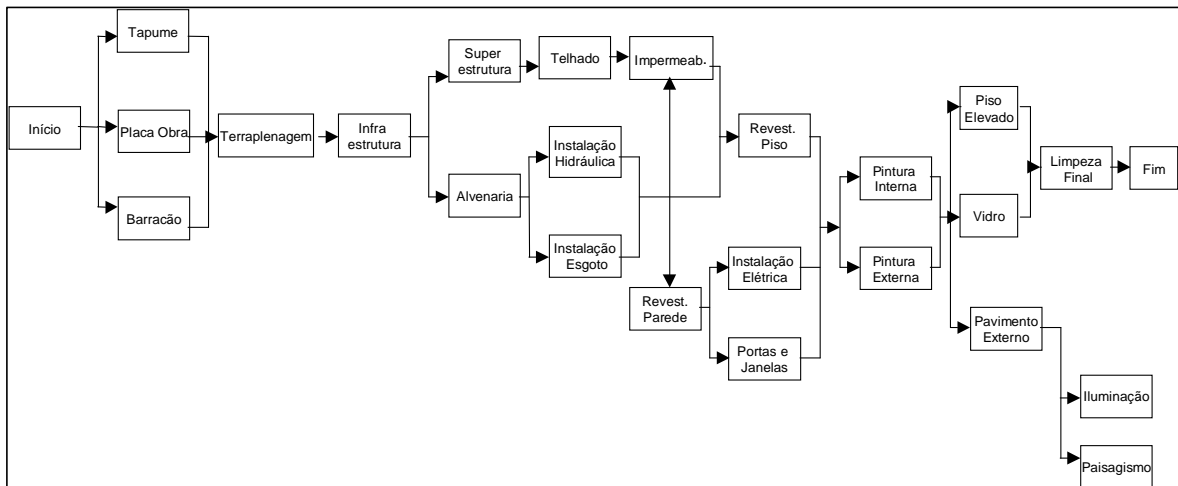 Início
Tapume
Placa Obra
Barracão
Terraplenagem
Infra
estrutura
Super
estrutura
Telhado
Impermeab.
Alvenaria
Instalação
Hidráulica
Instalação
Esgoto
Revest.
Piso
Revest.
Parede
Instalação
Elétrica
Portas e
Janelas
Pintura
Interna
Pintura
Externa
Piso
Elevado
Vidro
Limpeza
Final
Fim
Pavimento
Externo
Iluminação
Paisagismo